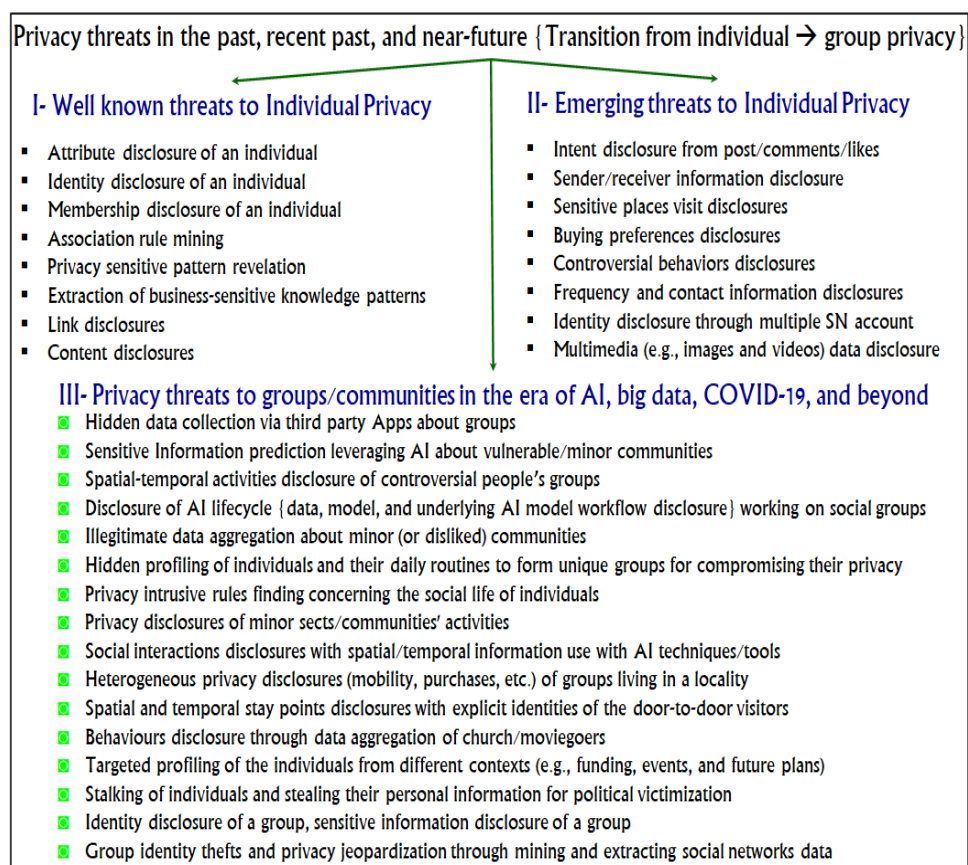 Privacy threats in the past, recent past, and near-future {Transition from individual → group privacy}
I- Well known threats to Individual Privacy
▪ Attribute disclosure of an individual
▪ Identity disclosure of an individual
▪ Membership disclosure of an individual
▪ Association rule mining
▪ Privacy sensitive pattern revelation
▪ Extraction of business-sensitive knowledge patterns
▪ Link disclosures
▪ Content disclosures
II- Emerging threats to Individual Privacy
▪ Intent disclosure from post/comments/likes
▪ Sender/receiver information disclosure
▪ Sensitive places visit disclosures
▪ Buying preferences disclosures
▪ Controversial behaviors disclosures
▪ Frequency and contact information disclosures
▪ Identity disclosure through multiple SN account
▪ Multimedia (e.g., images and videos) data disclosure
III- Privacy threats to groups/communities in the era of AI, big data, COVID-19, and beyond
Hidden data collection via third party Apps about groups
Sensitive Information prediction leveraging AI about vulnerable/minor communities
Spatial-temporal activities disclosure of controversial people's groups
Disclosure of AI lifecycle {data, model, and underlying AI model workflow disclosure} working on social groups
Illegitimate data aggregation about minor (or disliked) communities
Hidden profiling of individuals and their daily routines to form unique groups for compromising their privacy
Privacy intrusive rules finding concerning the social life of individuals
Privacy disclosures of minor sects/communities' activities
Social interactions disclosures with spatial/temporal information use with AI techniques/tools
Heterogeneous privacy disclosures (mobility, purchases, etc.) of groups living in a locality
Spatial and temporal stay points disclosures with explicit identities of the door-to-door visitors
Behaviours disclosure through data aggregation of church/moviegoers
Targeted profiling of the individuals from different contexts (e.g., funding, events, and future plans)
Stalking of individuals and stealing their personal information for political victimization
Identity disclosure of a group, sensitive information disclosure of a group
Group identity thefts and privacy jeopardization through mining and extracting social networks data